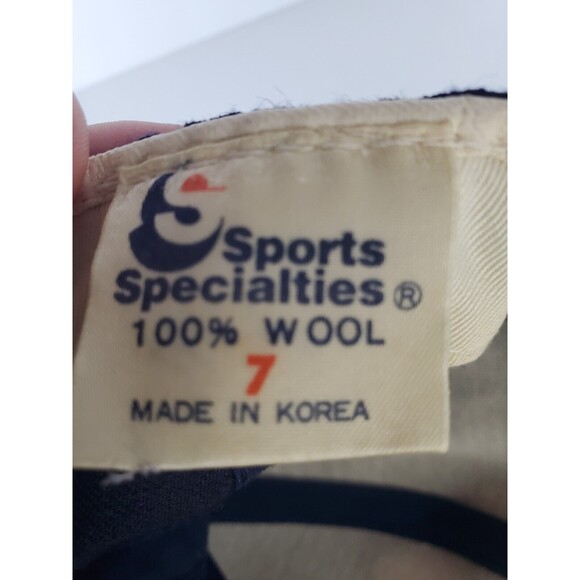 Sports
Specialties ®
100% WOOL
7
MADE IN KOREA